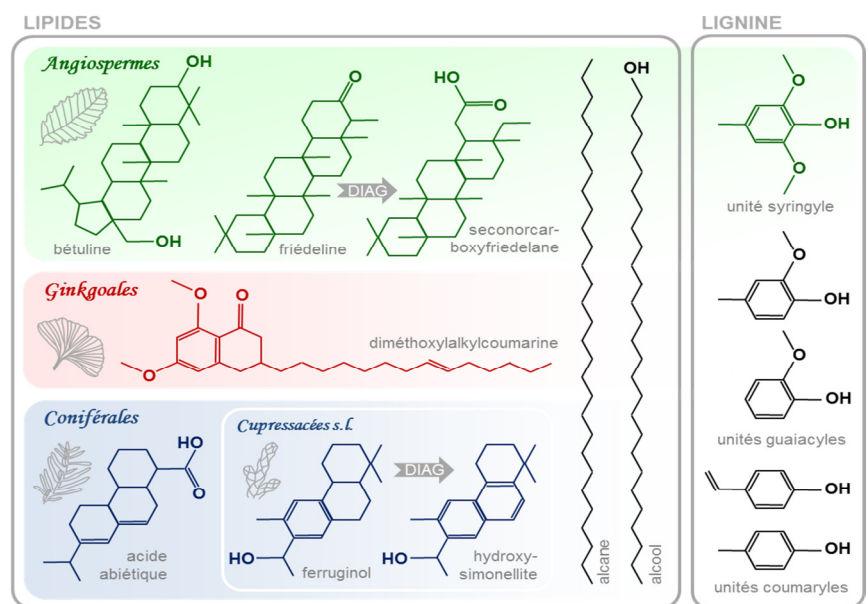 LIPIDES
LIGNINE
Angiospermes
OH
O
HO
O
OH
O
OH
O
unité syringyle
DIAG
OH
bétuline
friédeline
seconorcar-
boxyfriedelane
Ginkgoales
O
O
O
diméthoxylalkylcoumarine
O
OH
O
OH
unités guaiacyles
Coniférales
HO
O
acide
abiétique
Cupressacées s.l.
DIAG
HO
ferruginol
HO
hydroxy-
simonellite
alcane
alcool
OH
OH
unités coumaryles